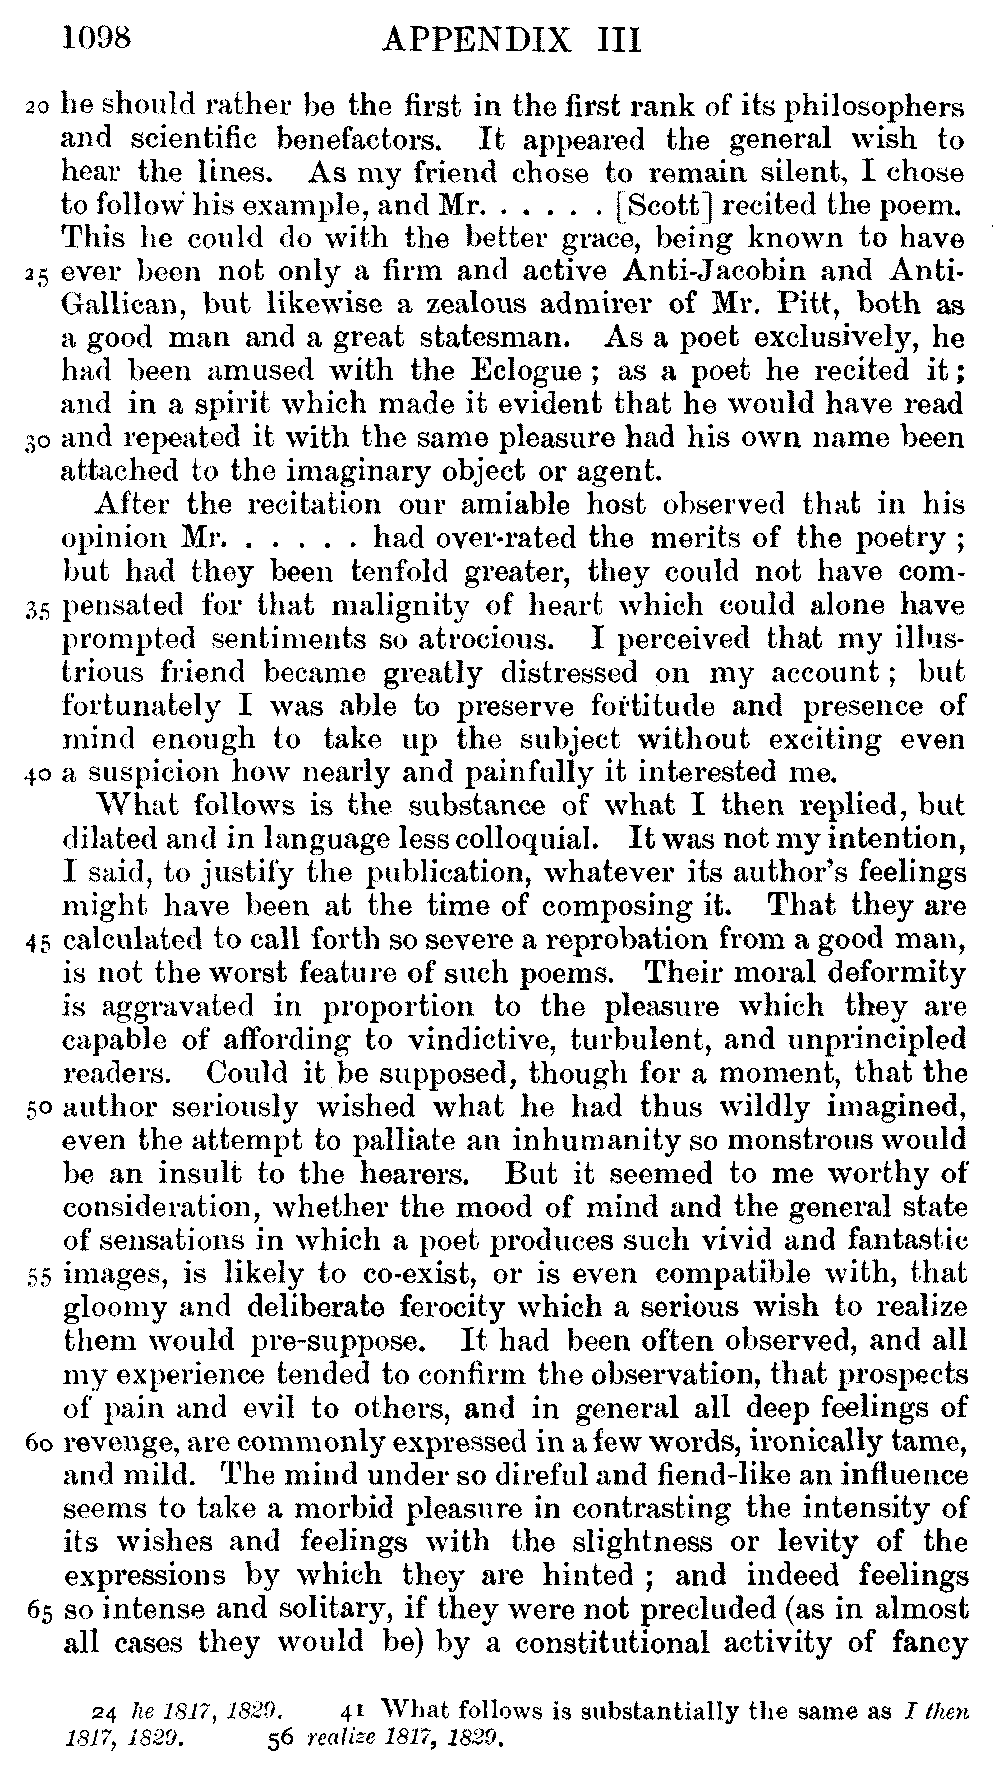 1098 APPENDIX III
20 he should rather be the first in the first rank of its philosophers
and scientific benefactors. It appeared the general wish to
hear the lines. As my friend chose to remain silent, I chose
to follow his example, and Mr. . . . . . [Scott] recited the poem.
This he could do with the better grace, being known to have
25 ever been not only a firm and active Anti-Jacobin and Anti-
Gallican, but likewise a zealous admirer of Mr. Pitt, both as
a good man and a great statesman. As a poet exclusively, he
had been amused with the Eclogue ; as a poet he recited it ;
and in a spirit which made it evident that he would have read
30 and repeated it with the same pleasure had his own name been
attached to the imaginary object or agent.
After the recitation our amiable host observed that in his
opinion Mr. . . . . . . had over-rated the merits of the poetry ;
but had they been tenfold greater, they could not have com-
35 pensated for that malignity of heart which could alone have
prompted sentiments so atrocious. I perceived that my illus-
trious friend became greatly distressed on my account ; but
fortunately I was able to preserve fortitude and presence of
mind enough to take up the subject without exciting even
40 a suspicion how nearly and painfully it interested me.
What follows is the substance of what I then replied, but
dilated and in language less colloquial. It was not my intention,
I said, to justify the publication, whatever its author's feelings
might have been at the time of composing it. That they are
45 calculated to call forth so severe a reprobation from a good man,
is not the worst feature of such poems. Their moral deformity
is aggravated in proportion to the pleasure which they are
capable of affording to vindictive, turbulent, and unprincipled
readers. Could it be supposed, though for a moment, that the
50 author seriously wished what he had thus wildly imagined,
even the attempt to palliate an inhumanity so monstrous would
be an insult to the hearers. But it seemed to me worthy of
consideration, whether the mood of mind and the general state
of sensations in which a poet produces such vivid and fantastic
55 images, is likely to co-exist, or is even compatible with, that
gloomy and deliberate ferocity which a serious wish to realize
them would pre-suppose. It had been often observed, and all
my experience tended to confirm the observation, that prospects
of pain and evil to others, and in general all deep feelings of
60 revenge, are commonly expressed in a few words, ironically tame,
and mild. The mind under so direful and fiend-like an influence
seems to take a morbid pleasure in contrasting the intensity of
its wishes and feelings with the slightness or levity of the
expressions by which they are hinted ; and indeed feelings
65 so intense and solitary, if they were not precluded (as in almost
all cases they would be) by a constitutional activity of fancy
24 he 1817, 1829. 41 What follows is substantially the same as I then
1817, 1829. 56 realize 1817, 1829.